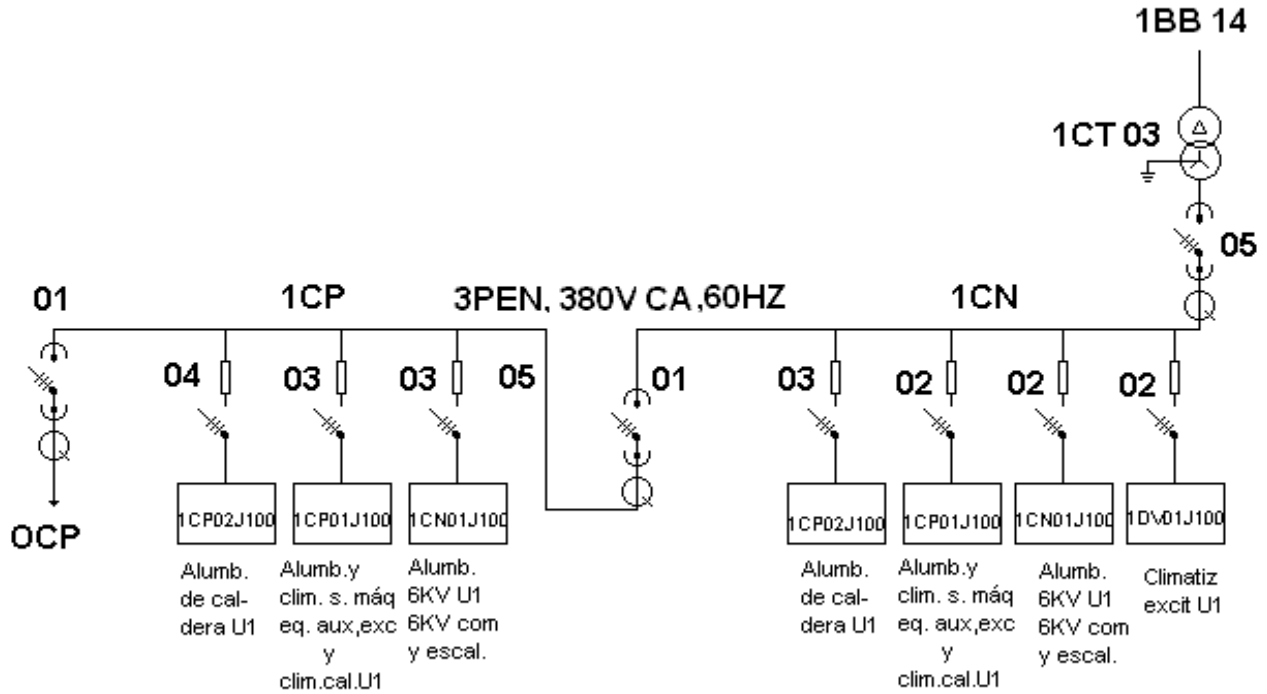 1BB 14
1CT 03
05
01
1CP
3PEN, 380V CA,60HZ
1CN
04
03
03
05
01
03
02
02
02
1CP02J100
1CP01J100
1CN01J100
1CP02J100
1CP01J100
1CN01J100
1DV01J100
OCP
Alumb.
de cal-
dera U1
Alumb.y
clim. s. máq
eq. aux,exc
y
clim.cal.U1
Alumb.
6KV U1
6KV com
y escal.
Alumb.
de cal-
dera U1
Alumb.y
clim. s. máq
eq. aux,exc
y
clim.cal.U1
Alumb.
6KV U1
6KV com
y escal.
Climatiz
excit U1